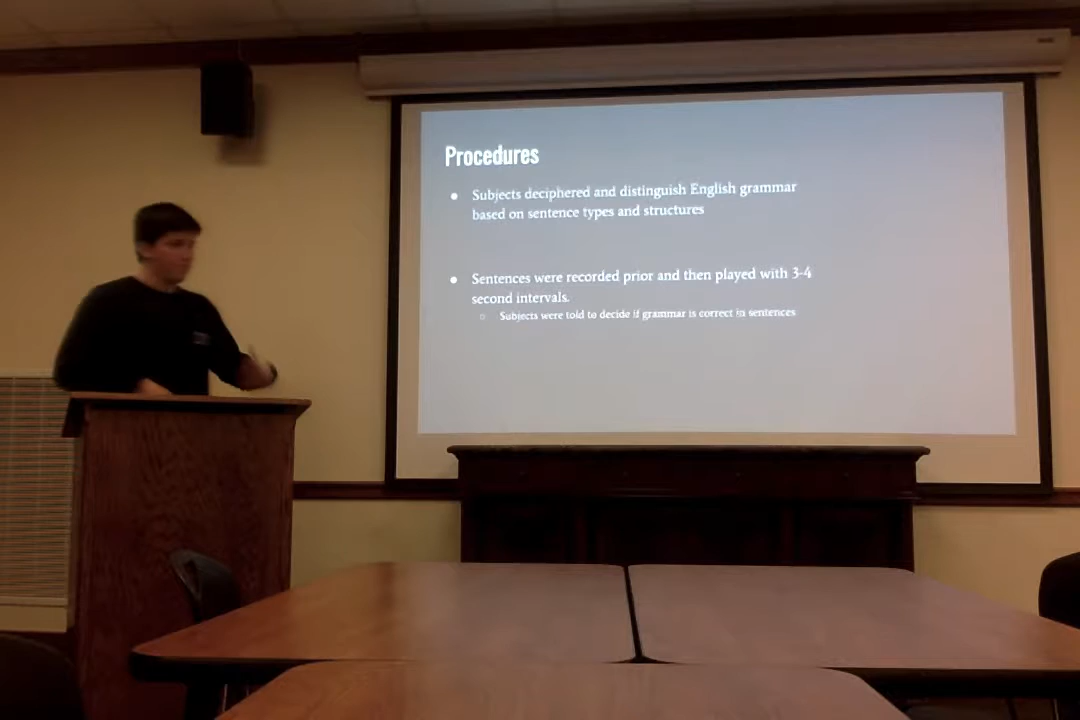 Procedures
● Subjects deciphered and distinguish English grammar
based on sentence types and structures
● Sentences were recorded prior and then played with 3-4
second intervals.
○ Subjects were told to decide if grammar is correct in sentences